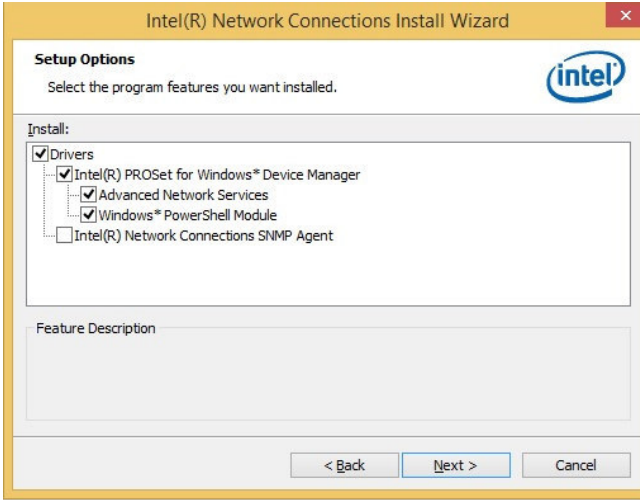 Intel(R) Network Connections Install Wizard
Setup Options
Select the program features you want installed.
intel
Install:
Drivers
Intel(R) PROSet for Windows* Device Manager
Advanced Network Services
Windows* PowerShell Module
Intel(R) Network Connections SNMP Agent
Feature Description
< Back Next > Cancel